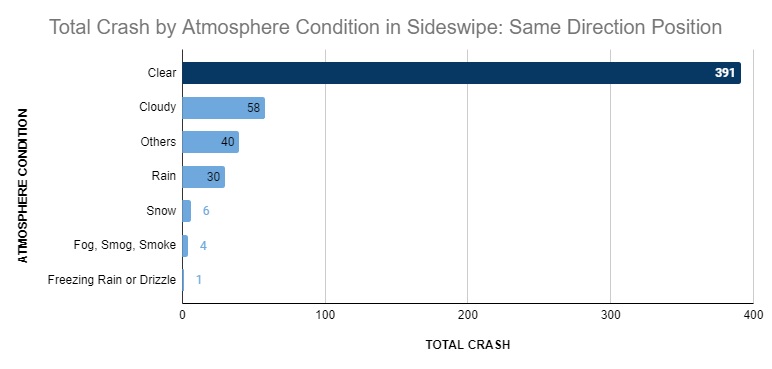 Total Crash by Atmosphere Condition in Sideswipe: Same Direction Position
ATMOSPHERE CONDITION
Clear 391
Cloudy 58
Others 40
Rain 30
Snow 6
Fog, Smog, Smoke 4
Freezing Rain or Drizzle 1
0 100 200 300 400
TOTAL CRASH